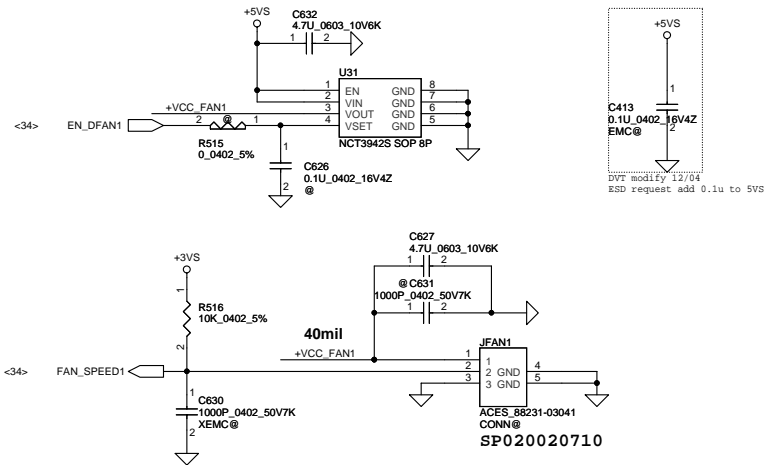 +5VS
C632
4.7U_0603_10V6K
1 2
U31
1 EN GND 8
2 VIN GND 7
3 VOUT GND 6
4 VSET GND 5
NCT3942S SOP 8P
+VCC_FAN1
<34> EN_DFAN1
2 @ 1
R515
0_0402_5%
1
C626
0.1U_0402_16V4Z
2 @
+5VS
1
C413
0.1U_0402_16V4Z
2
EMC@
DVT modify 12/04
ESD request add 0.1u to 5VS
+3VS
1
R516
10K_0402_5%
2
C627
4.7U_0603_10V6K
1 2
@ C631
1000P_0402_50V7K
1 2
40mil
+VCC_FAN1
JFAN1
1 1
2 2 GND 4
3 3 GND 5
ACES_88231-03041
CONN@
SP020020710
<34> FAN_SPEED1
1
C630
1000P_0402_50V7K
XEMC@
2